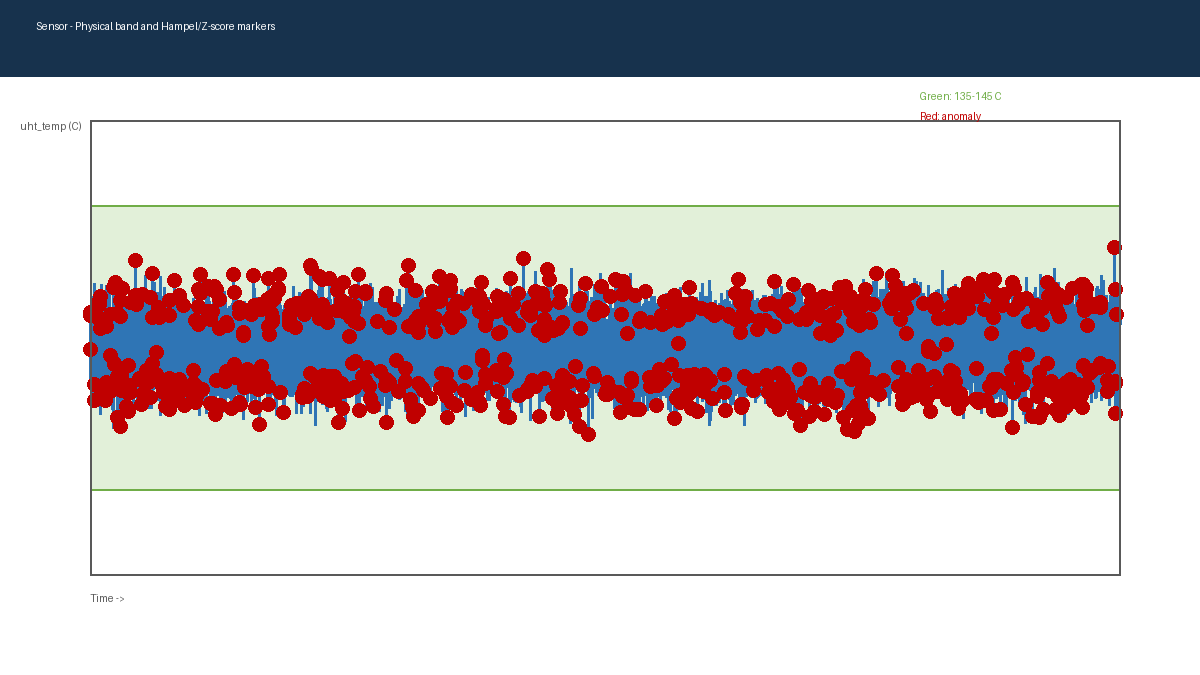 Sensor - Physical band and Hampel/Z-score markers
Green: 135-145 C
Red: anomaly
uht_temp (C)
Time ->